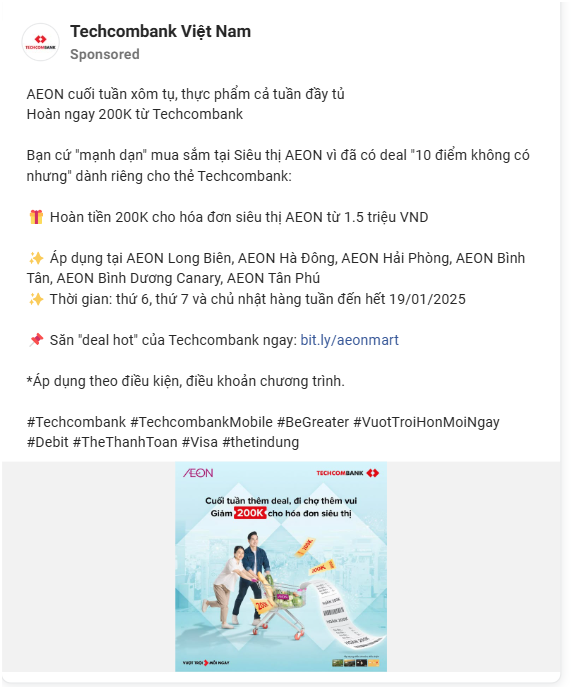 Techcombank Việt Nam
Sponsored
TECHCOMBANK
AEON cuối tuần xôm tụ, thực phẩm cả tuần đầy tủ
Hoàn ngay 200K từ Techcombank
Bạn cứ "mạnh dạn" mua sắm tại Siêu thị AEON vì đã có deal "10 điểm không có
nhưng" dành riêng cho thẻ Techcombank:
🎁 Hoàn tiền 200K cho hóa đơn siêu thị AEON từ 1.5 triệu VND
✨ Áp dụng tại AEON Long Biên, AEON Hà Đông, AEON Hải Phòng, AEON Bình
Tân, AEON Bình Dương Canary, AEON Tân Phú
✨ Thời gian: thứ 6, thứ 7 và chủ nhật hàng tuần đến hết 19/01/2025
📌 Săn "deal hot" của Techcombank ngay: bit.ly/aeonmart
*Áp dụng theo điều kiện, điều khoản chương trình.
#Techcombank #TechcombankMobile #BeGreater #VuotTroiHonMoiNgay
#Debit #TheThanhToan #Visa #thetindung
ÆON
TECHCOMBANK
Cuối tuần thêm deal, đi chợ thêm vui
Giảm 200K cho hóa đơn siêu thị
200K
200K
200K
HOÀN 200K
HOÀN 200K
VƯỢT TRỘI MỖI NGAY